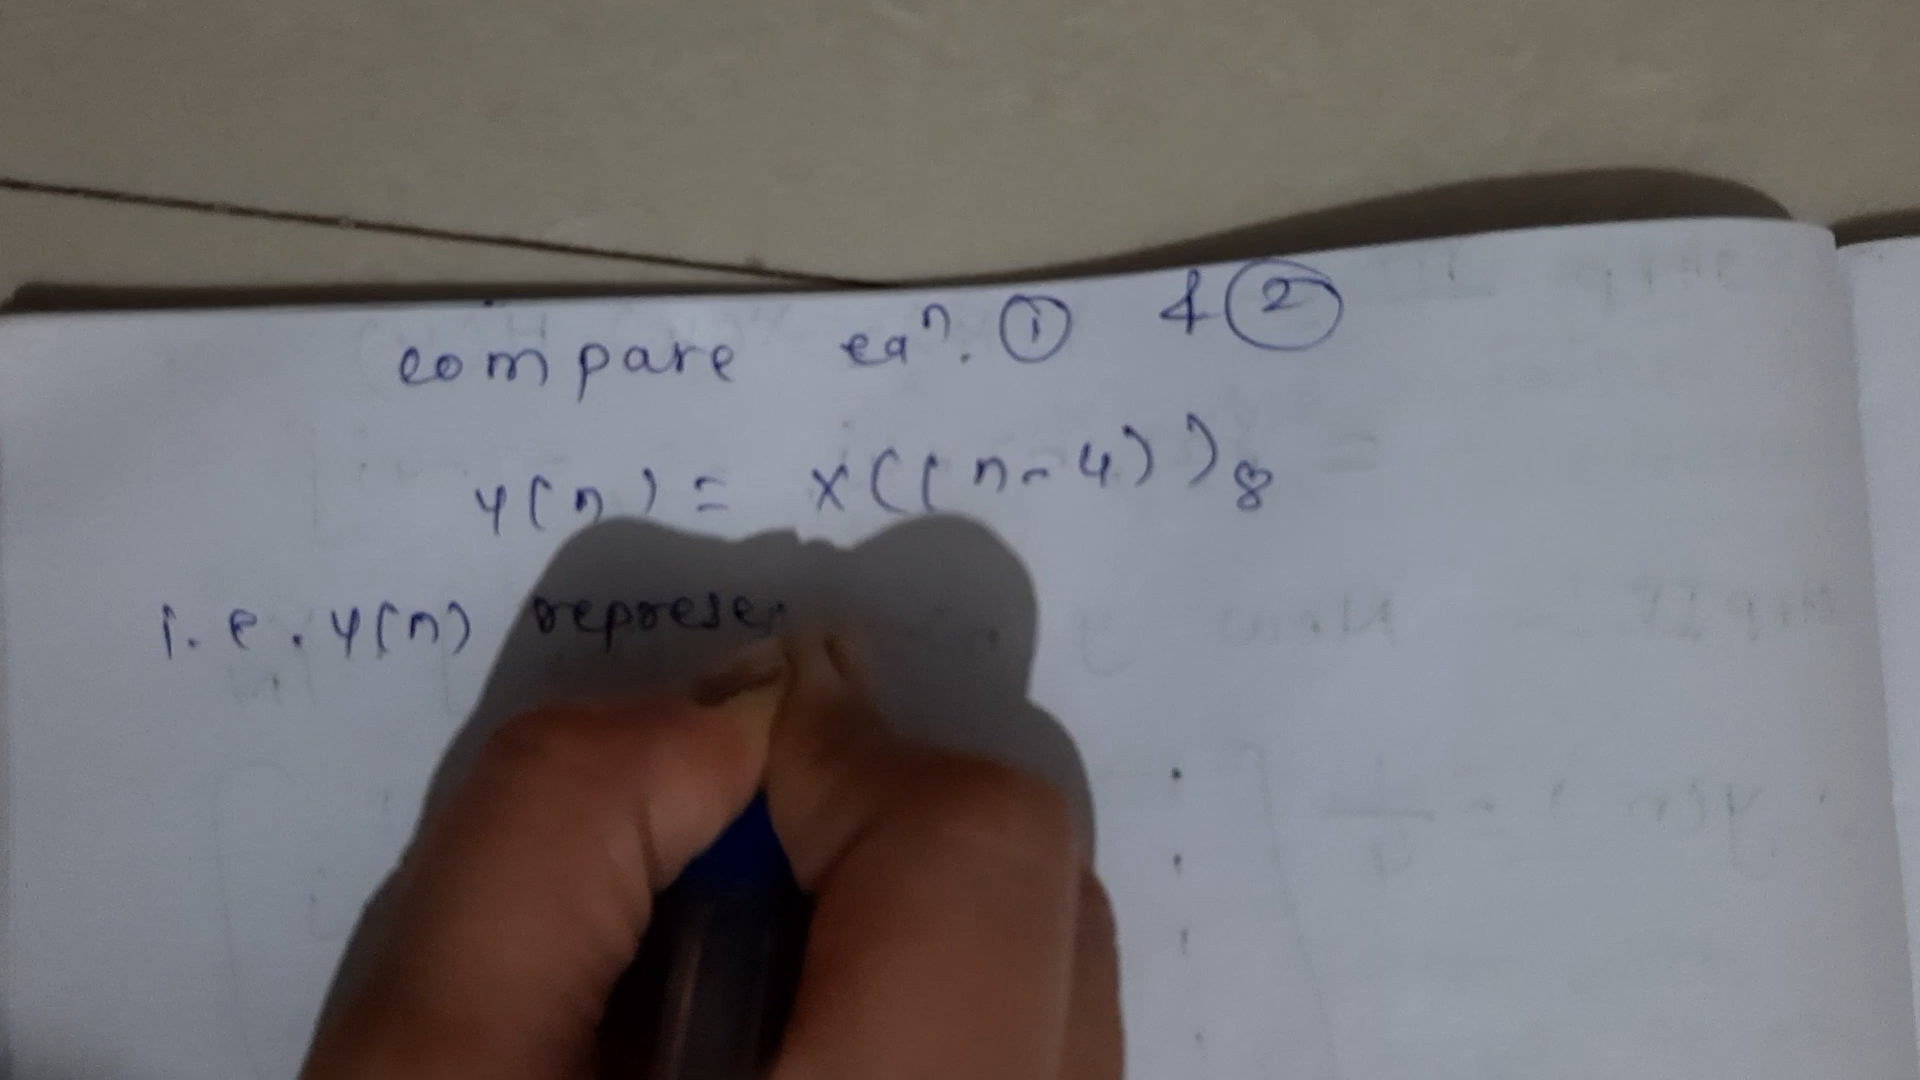 compare eqⁿ. ① & ②
y(n) = x((n-4))8
i.e. y(n) represe